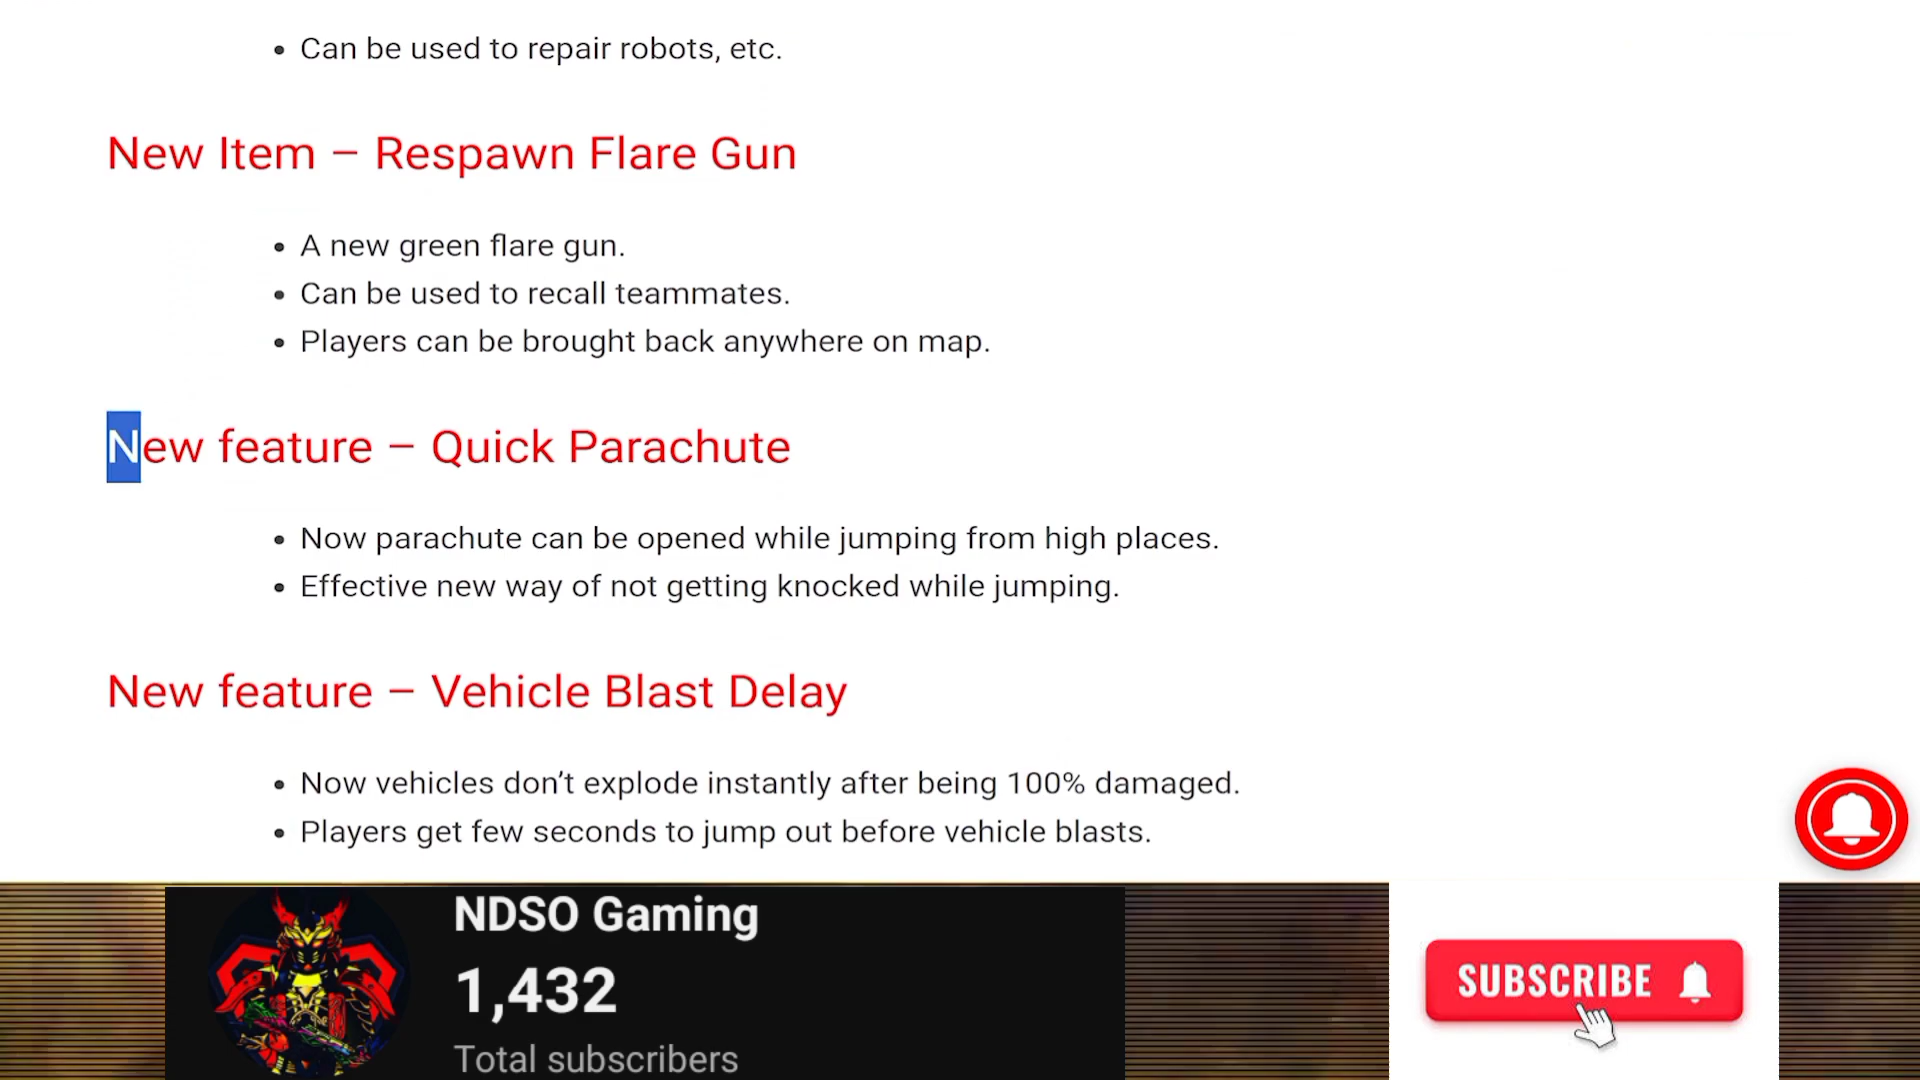 • Can be used to repair robots, etc.
New Item – Respawn Flare Gun
• A new green flare gun.
• Can be used to recall teammates.
• Players can be brought back anywhere on map.
New feature – Quick Parachute
• Now parachute can be opened while jumping from high places.
• Effective new way of not getting knocked while jumping.
New feature – Vehicle Blast Delay
• Now vehicles don’t explode instantly after being 100% damaged.
• Players get few seconds to jump out before vehicle blasts.
NDSO Gaming
1,432
Total subscribers
SUBSCRIBE